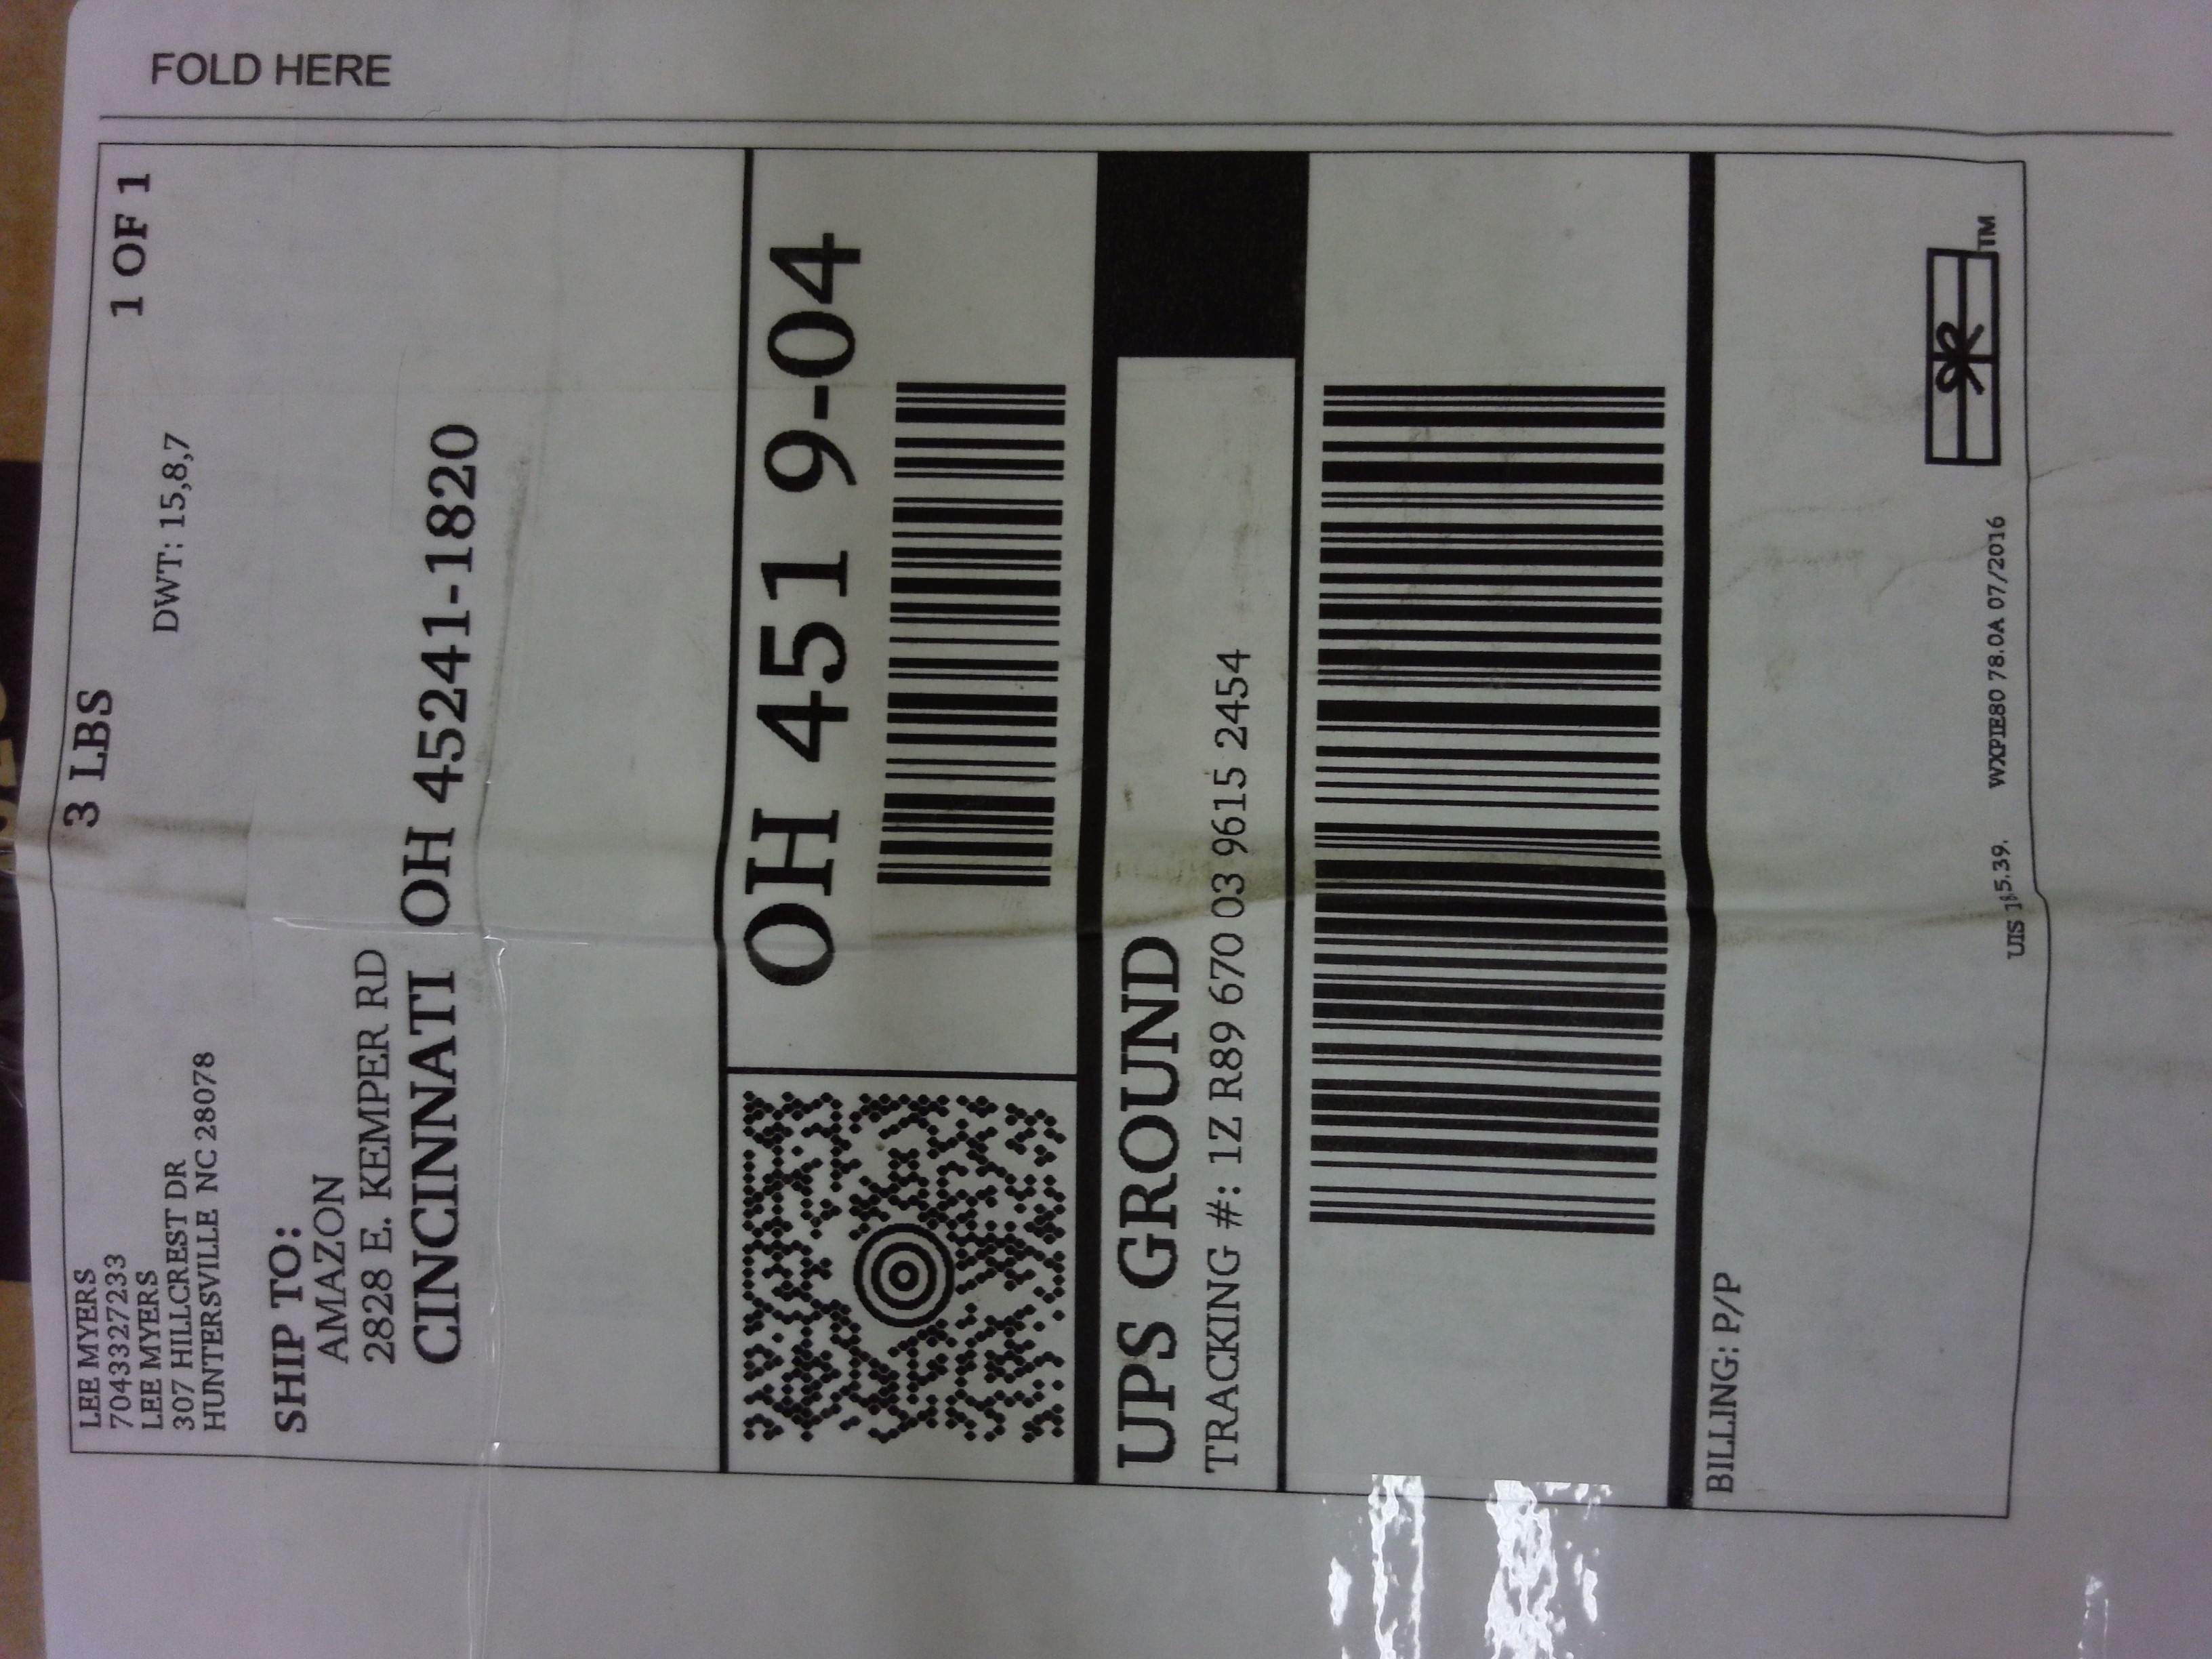 FOLD HERE
LEE MYERS
7043327233
LEE MYERS
307 HILLCREST DR
HUNTERSVILLE NC 28078
3 LBS
1 OF 1
DWT: 15,8,7
SHIP TO:
AMAZON
2828 E. KEMPER RD
CINCINNATI OH 45241-1820
OH 451 9-04
UPS GROUND
TRACKING #: 1Z R89 670 03 9615 2454
BILLING: P/P
UIS WXPIE80 78.0A 07/2016
TM